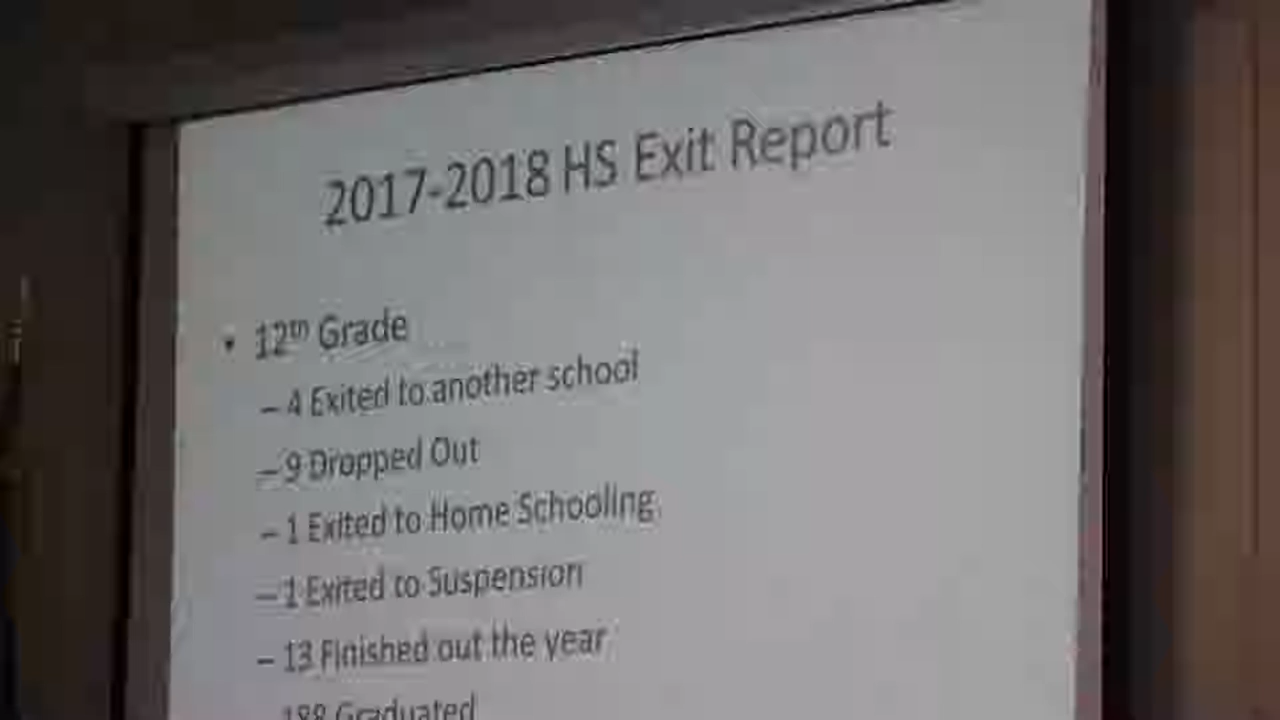 2017-2018 HS Exit Report
• 12th Grade
– 4 Exited to another school
– 9 Dropped Out
– 1 Exited to Home Schooling
– 1 Exited to Suspension
– 13 Finished out the year
188 Graduated